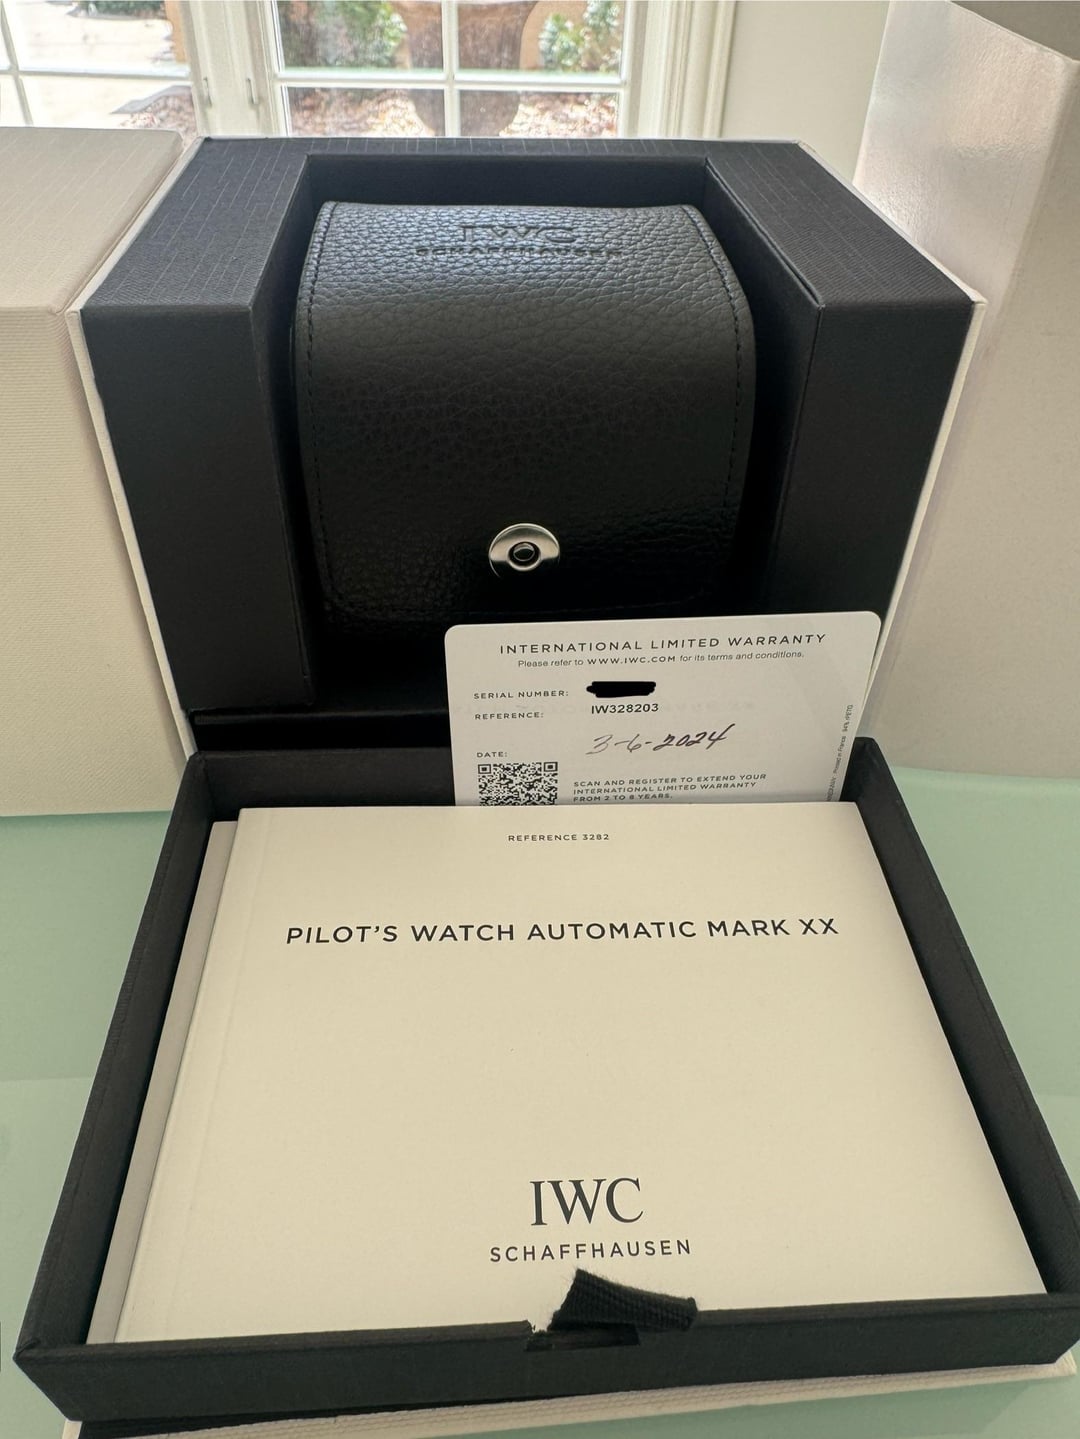 IWC
SCHAFFHAUSEN
INTERNATIONAL LIMITED WARRANTY
Please refer to WWW.IWC.COM for its terms and conditions.
SERIAL NUMBER:
REFERENCE: IW328203
DATE: 3-6-2024
SCAN AND REGISTER TO EXTEND YOUR
INTERNATIONAL LIMITED WARRANTY
FROM 2 TO 8 YEARS.
REFERENCE 3282
PILOT'S WATCH AUTOMATIC MARK XX
IWC
SCHAFFHAUSEN